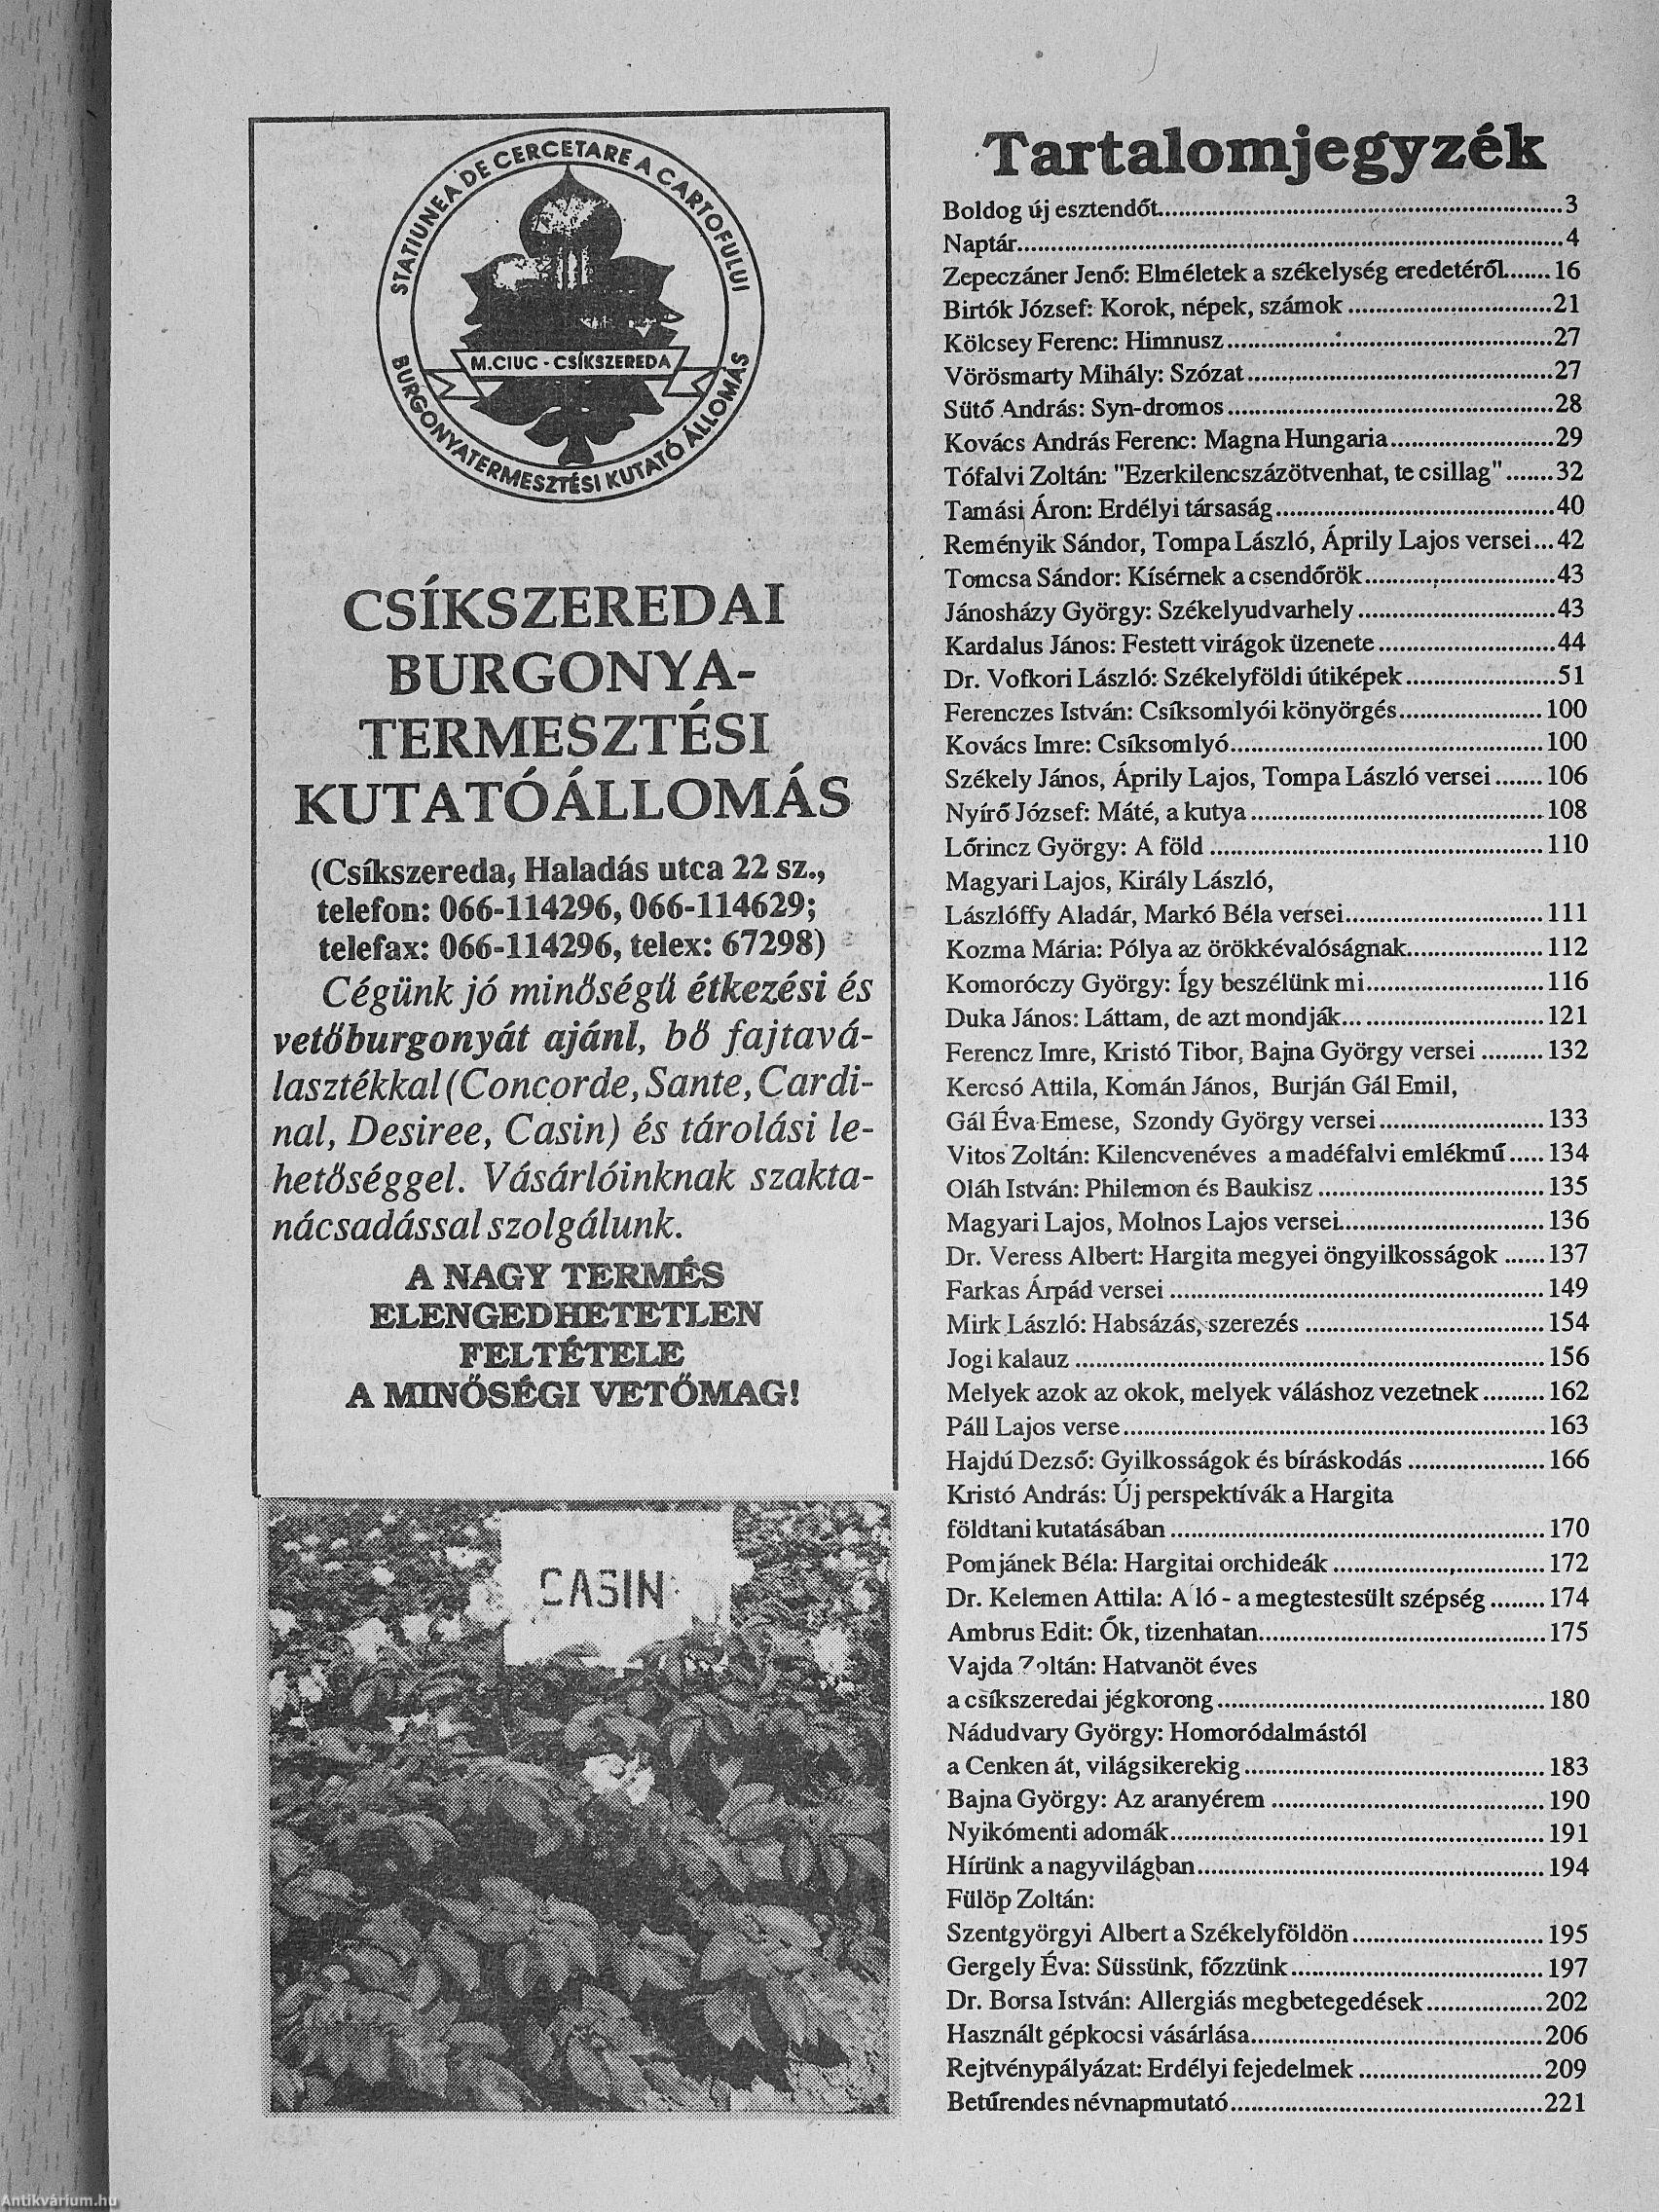 STATIUNEA DE CERCETARE A CARTOFULUI
M.CIUC - CSÍKSZEREDA
BURGONYATERMESZTÉSI KUTATÓ ÁLLOMÁS
CSÍKSZEREDAI
BURGONYA-
TERMESZTÉSI
KUTATÓÁLLOMÁS
(Csíkszereda, Haladás utca 22 sz.,
telefon: 066-114296, 066-114629;
telefax: 066-114296, telex: 67298)
Cégünk jó minőségű étkezési és
vetőburgonyát ajánl, bő fajtavá-
lasztékkal (Concorde, Sante, Cardi-
nal, Desiree, Casin) és tárolási le-
hetőséggel. Vásárlóinknak szakta-
nácsadással szolgálunk.
A NAGY TERMÉS
ELENGEDHETETLEN
FELTÉTELE
A MINŐSÉGI VETŐMAG!
CASIN
Tartalomjegyzék
Boldog új esztendőt.......3
Naptár.......4
Zepeczáner Jenő: Elméletek a székelység eredetéről.......16
Birtók József: Korok, népek, számok.......21
Kölcsey Ferenc: Himnusz.......27
Vörösmarty Mihály: Szózat.......27
Sütő András: Syn-dromos.......28
Kovács András Ferenc: Magna Hungaria.......29
Tófalvi Zoltán: "Ezerkilencszázötvenhat, te csillag".......32
Tamási Áron: Erdélyi társaság.......40
Reményik Sándor, Tompa László, Áprily Lajos versei...42
Tomcsa Sándor: Kísérnek a csendőrök.......43
Jánosházy György: Székelyudvarhely.......43
Kardalus János: Festett virágok üzenete.......44
Dr. Vofkori László: Székelyföldi útiképek.......51
Ferenczes István: Csíksomlyói könyörgés.......100
Kovács Imre: Csíksomlyó.......100
Székely János, Áprily Lajos, Tompa László versei.......106
Nyírő József: Máté, a kutya.......108
Lőrincz György: A föld.......110
Magyari Lajos, Király László,
Lászlóffy Aladár, Markó Béla versei.......111
Kozma Mária: Pólya az örökkévalóságnak.......112
Komoróczy György: Így beszélünk mi.......116
Duka János: Láttam, de azt mondják.......121
Ferencz Imre, Kristó Tibor, Bajna György versei.......132
Kercsó Attila, Komán János, Burján Gál Emil,
Gál Éva Emese, Szondy György versei.......133
Vitos Zoltán: Kilencvenéves a madéfalvi emlékmű.....134
Oláh István: Philemon és Baukisz.......135
Magyari Lajos, Molnos Lajos versei.......136
Dr. Veress Albert: Hargita megyei öngyilkosságok......137
Farkas Árpád versei.......149
Mirk László: Habsázás, szerezés.......154
Jogi kalauz.......156
Melyek azok az okok, melyek váláshoz vezetnek.......162
Páll Lajos verse.......163
Hajdú Dezső: Gyilkosságok és bíráskodás.......166
Kristó András: Új perspektívák a Hargita
földtani kutatásában.......170
Pomjánek Béla: Hargitai orchideák.......172
Dr. Kelemen Attila: A ló - a megtestesült szépség.......174
Ambrus Edit: Ők, tizenhatan.......175
Vajda Zoltán: Hatvanöt éves
a csíkszeredai jégkorong.......180
Nádudvary György: Homoródalmástól
a Cenken át, világsikerekig.......183
Bajna György: Az aranyérem.......190
Nyikómenti adomák.......191
Hírünk a nagyvilágban.......194
Fülöp Zoltán:
Szentgyörgyi Albert a Székelyföldön.......195
Gergely Éva: Süssünk, főzzünk.......197
Dr. Borsa István: Allergiás megbetegedések.......202
Használt gépkocsi vásárlása.......206
Rejtvénypályázat: Erdélyi fejedelmek.......209
Betűrendes névnapmutató.......221
Antikvárium.hu